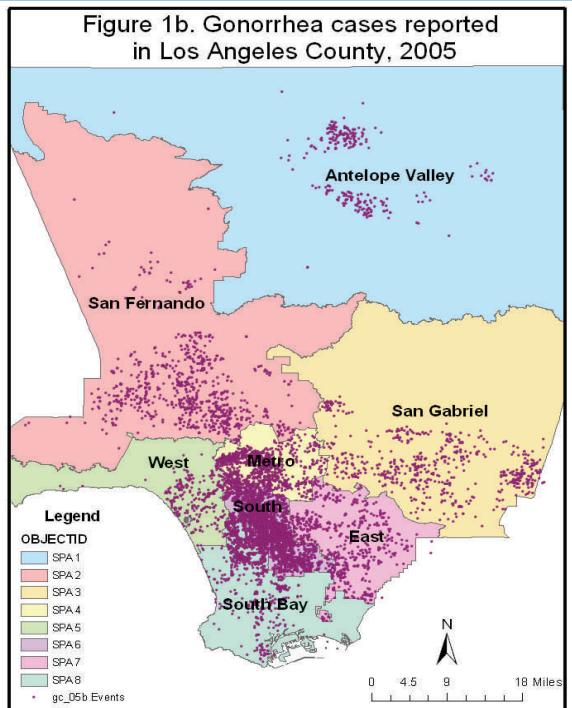 Figure 1b. Gonorrhea cases reported
in Los Angeles County, 2005
Antelope Valley
San Fernando
San Gabriel
West
Metro
South
East
South Bay
Legend
OBJECTID
SPA 1
SPA 2
SPA 3
SPA 4
SPA 5
SPA 6
SPA 7
SPA 8
gc_05b Events
N
0 4.5 9 18 Miles